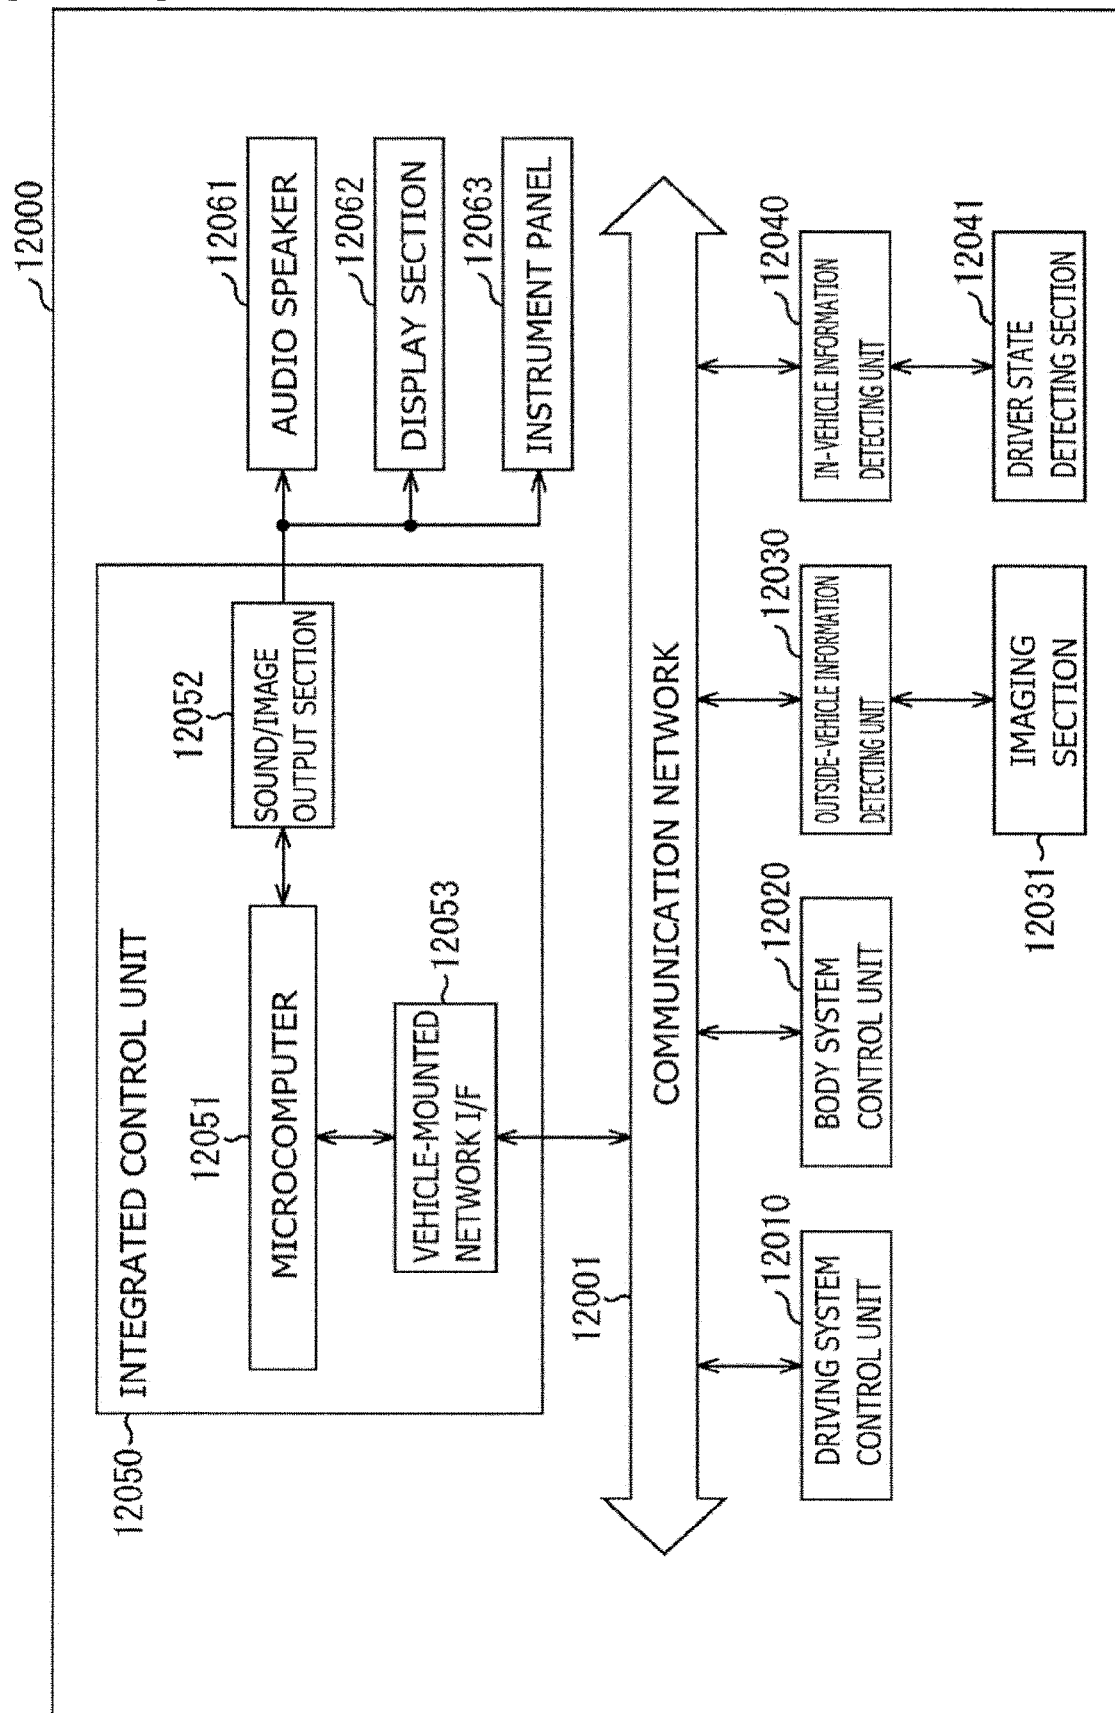 12000
12050
INTEGRATED CONTROL UNIT
12051
MICROCOMPUTER
12052
SOUND/IMAGE
OUTPUT SECTION
12053
VEHICLE-MOUNTED
NETWORK I/F
12061
AUDIO SPEAKER
12062
DISPLAY SECTION
12063
INSTRUMENT PANEL
12001
COMMUNICATION NETWORK
12010
DRIVING SYSTEM
CONTROL UNIT
12020
BODY SYSTEM
CONTROL UNIT
12030
OUTSIDE-VEHICLE INFORMATION
DETECTING UNIT
12040
IN-VEHICLE INFORMATION
DETECTING UNIT
12031
IMAGING
SECTION
12041
DRIVER STATE
DETECTING SECTION